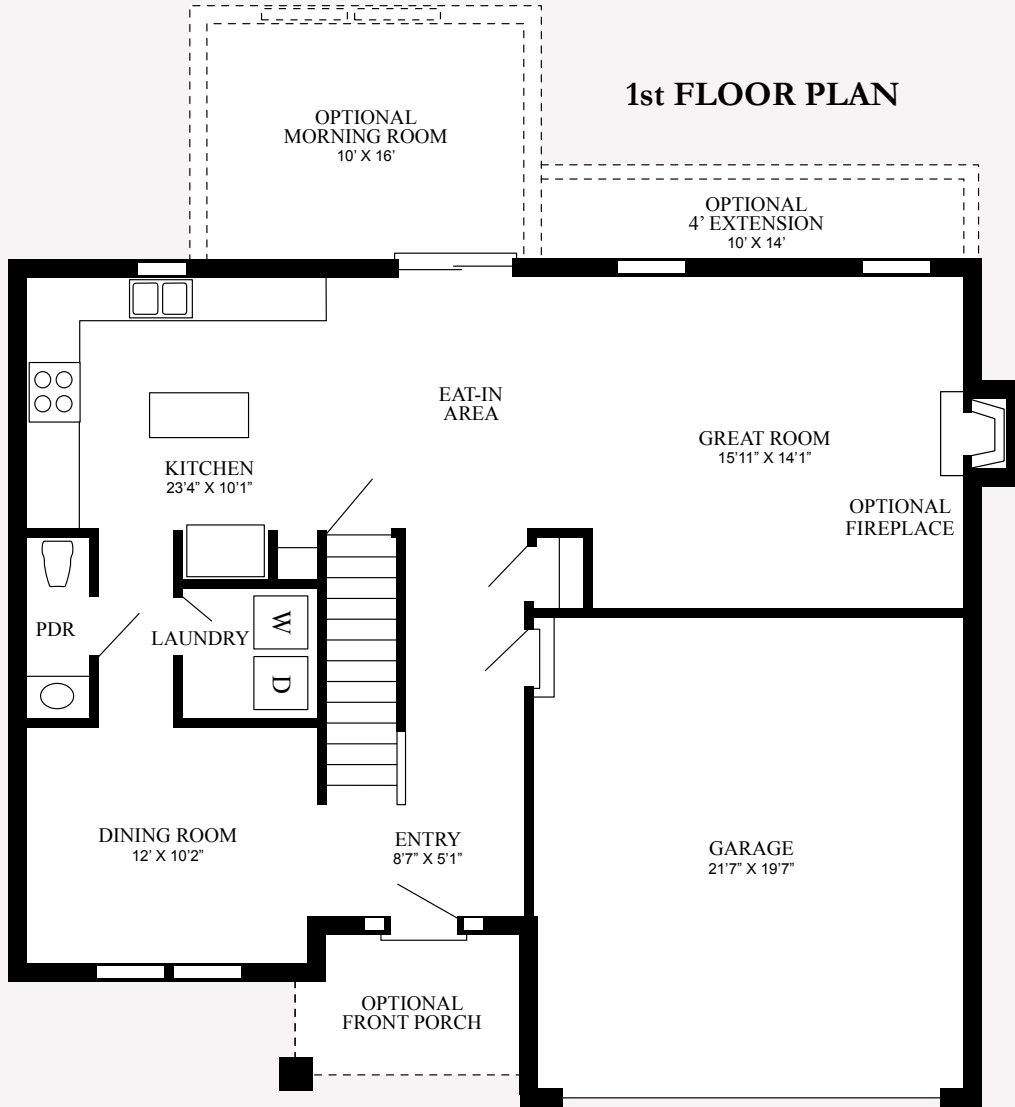 1st FLOOR PLAN
OPTIONAL
MORNING ROOM
10’ X 16’
OPTIONAL
4’ EXTENSION
10’ X 14’
EAT-IN
AREA
GREAT ROOM
15’11” X 14’1”
KITCHEN
23’4” X 10’1”
OPTIONAL
FIREPLACE
PDR
LAUNDRY
W
D
DINING ROOM
12’ X 10’2”
ENTRY
8’7” X 5’1”
GARAGE
21’7” X 19’7”
OPTIONAL
FRONT PORCH